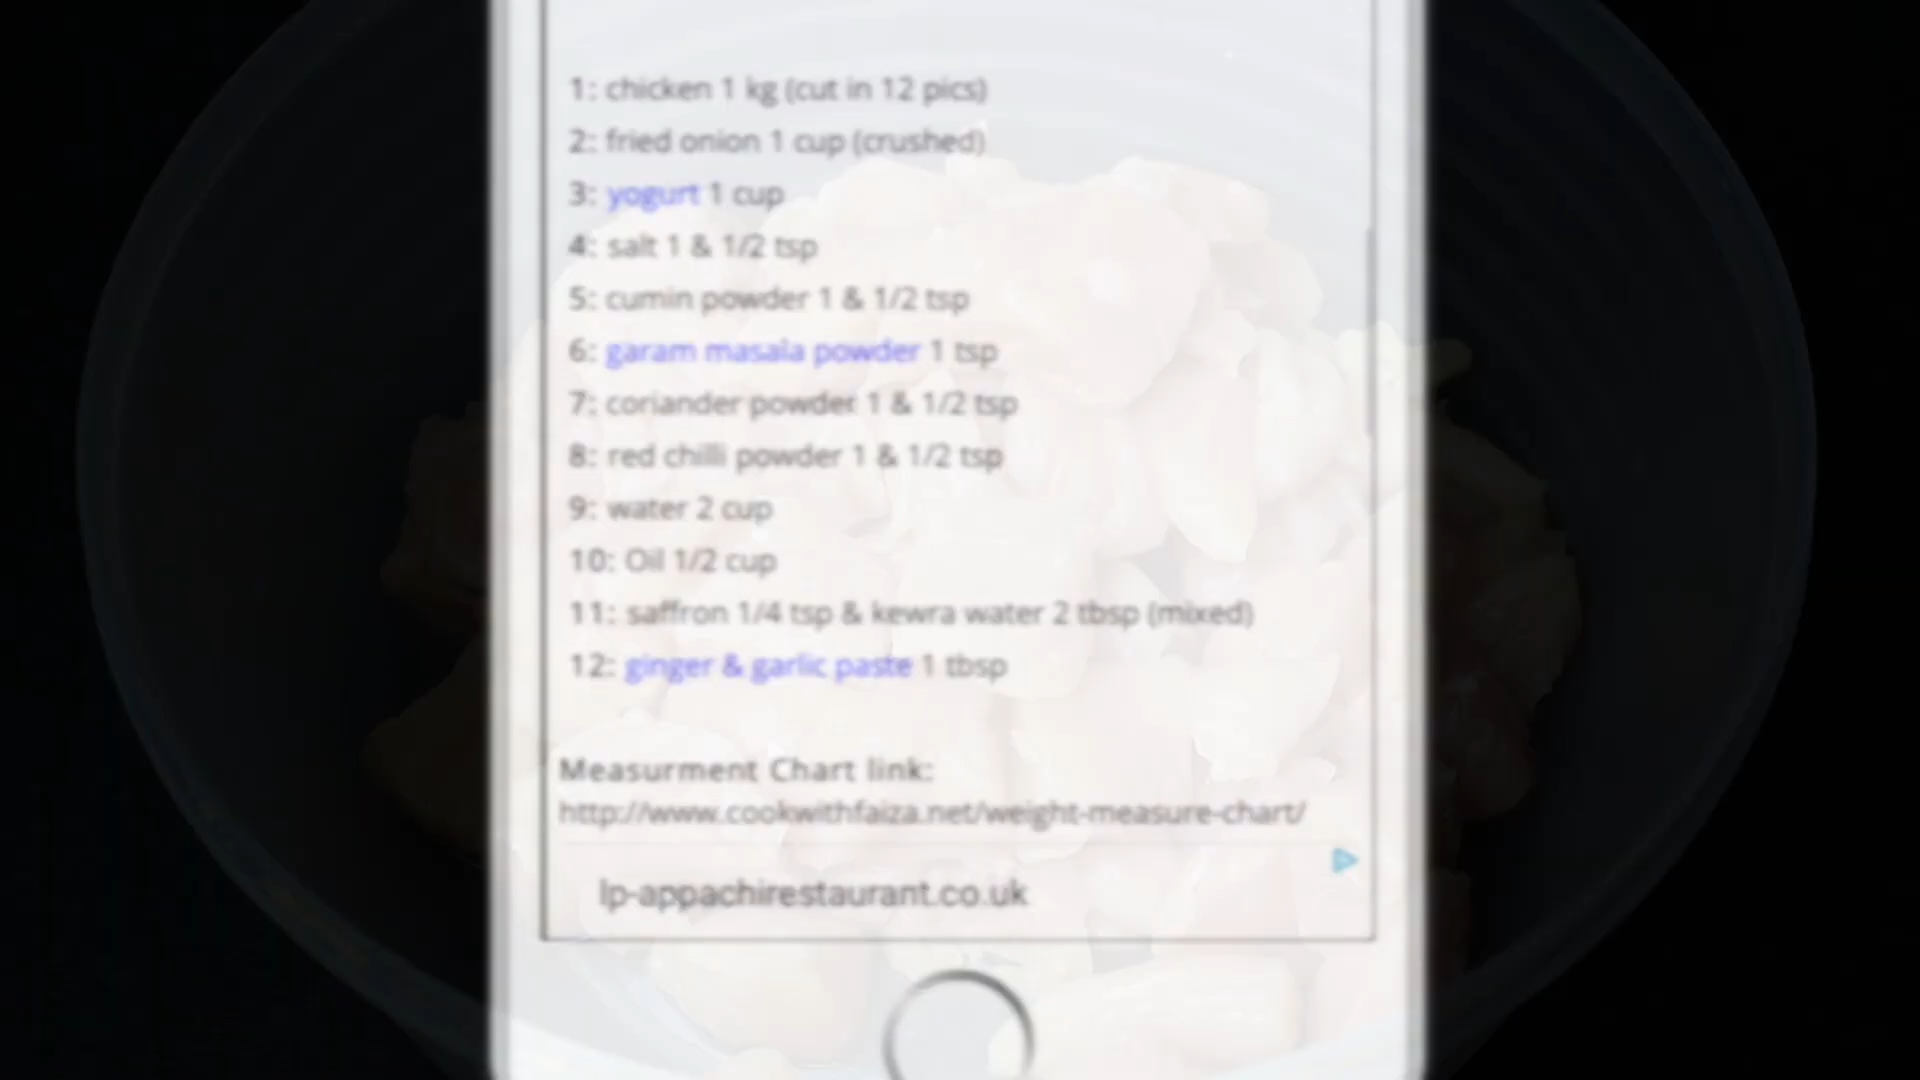 1: chicken 1 kg (cut in 12 pics)
2: fried onion 1 cup (crushed)
3: yogurt 1 cup
4: salt 1 & 1/2 tsp
5: cumin powder 1 & 1/2 tsp
6: garam masala powder 1 tsp
7: coriander powder 1 & 1/2 tsp
8: red chilli powder 1 & 1/2 tsp
9: water 2 cup
10: Oil 1/2 cup
11: saffron 1/4 tsp & kewra water 2 tbsp (mixed)
12: ginger & garlic paste 1 tbsp
Measurment Chart link:
http://www.cookwithfaiza.net/weight-measure-chart/
lp-appachirestaurant.co.uk